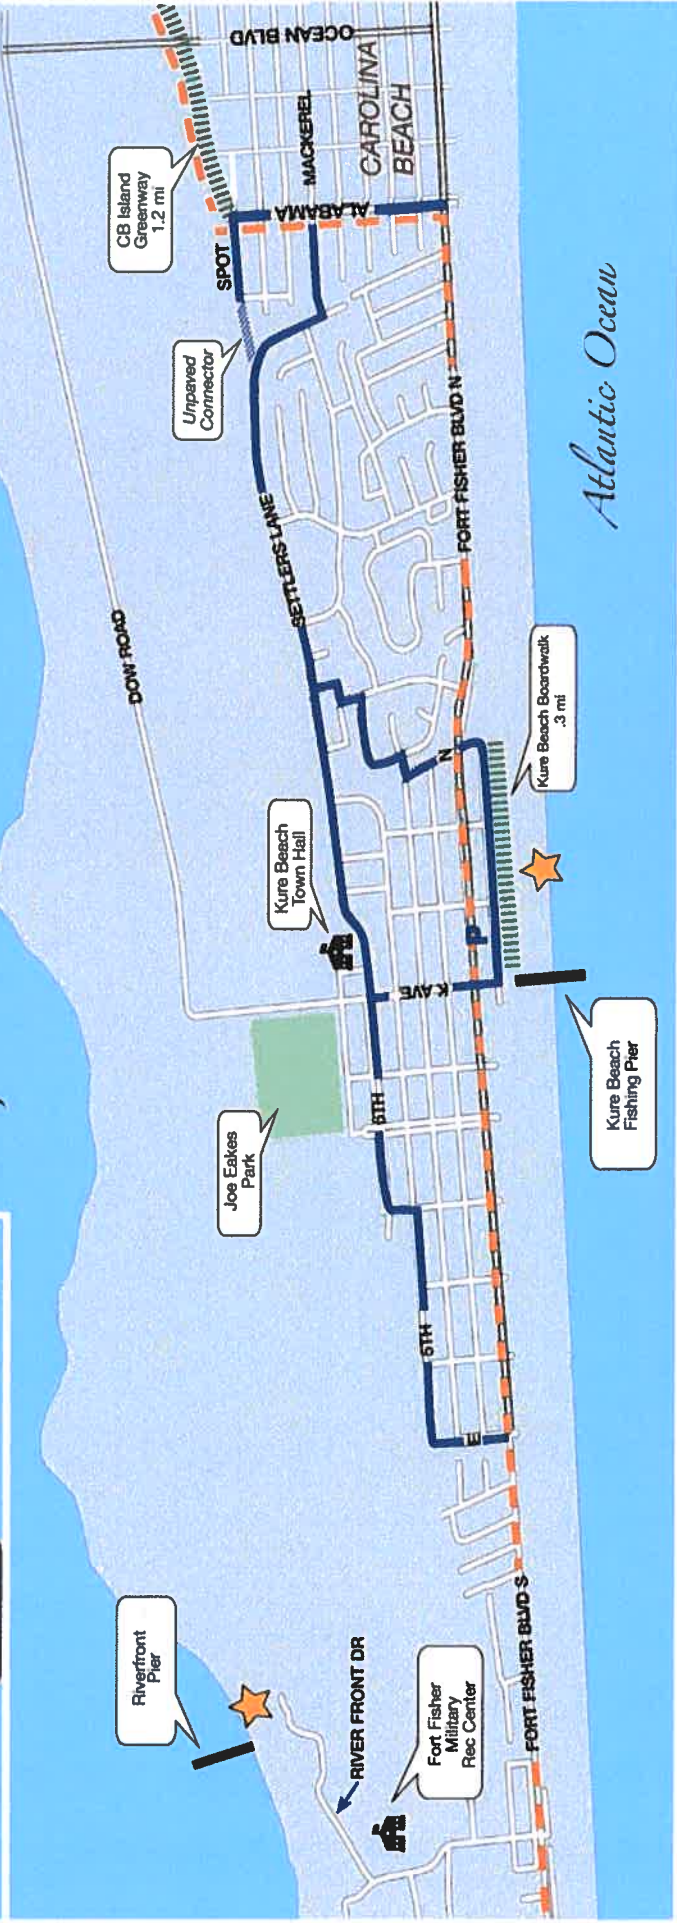 OCEAN BLVD
CAROLINA
BEACH
MACKEREL
CB Island
Greenway
1.2 mi
ALABAMA
SPOT
Unpaved
Connector
FORT FISHER BLVD N
Atlantic Ocean
SETTLERS LANE
DOW ROAD
Kure Beach Boardwalk
.3 mi
N
Kure Beach
Town Hall
P
K AVE
Kure Beach
Fishing Pier
Joe Eakes
Park
6TH
5TH
E
FORT FISHER BLVD S
Riverfront
Pier
RIVER FRONT DR
Fort Fisher
Military
Rec Center